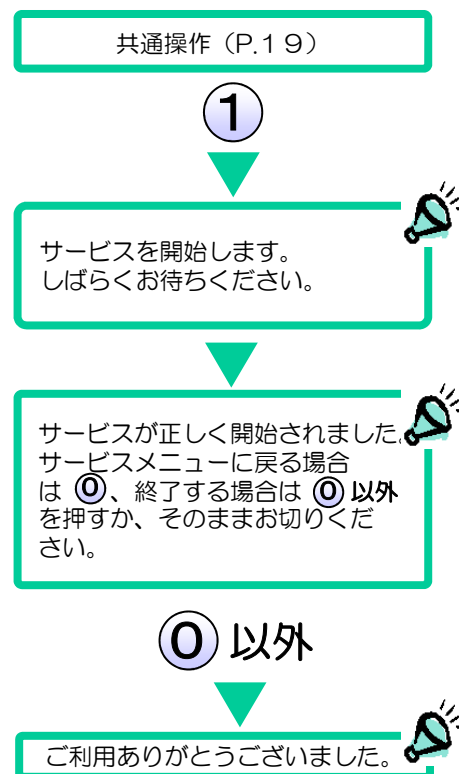 共通操作（P.１９）
1
サービスを開始します。
しばらくお待ちください。
サービスが正しく開始されました。
サービスメニューに戻る場合
は 0 、終了する場合は 0 以外
を押すか、そのままお切りくだ
さい。
0 以外
ご利用ありがとうございました。